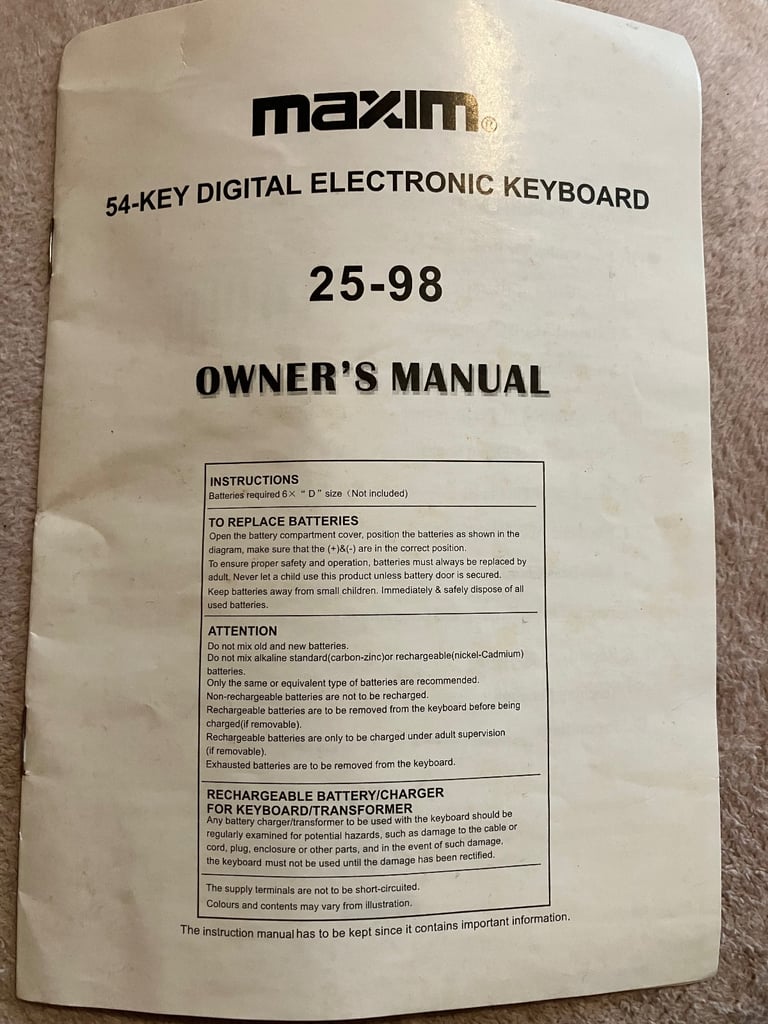 maxim®
54-KEY DIGITAL ELECTRONIC KEYBOARD
25-98
OWNER'S MANUAL
INSTRUCTIONS
Batteries required 6× "D" size (Not included)
TO REPLACE BATTERIES
Open the battery compartment cover, position the batteries as shown in the
diagram, make sure that the (+)&(-) are in the correct position.
To ensure proper safety and operation, batteries must always be replaced by
adult. Never let a child use this product unless battery door is secured.
Keep batteries away from small children. Immediately & safely dispose of all
used batteries.
ATTENTION
Do not mix old and new batteries.
Do not mix alkaline standard(carbon-zinc)or rechargeable(nickel-Cadmium)
batteries.
Only the same or equivalent type of batteries are recommended.
Non-rechargeable batteries are not to be recharged.
Rechargeable batteries are to be removed from the keyboard before being
charged(if removable).
Rechargeable batteries are only to be charged under adult supervision
(if removable).
Exhausted batteries are to be removed from the keyboard.
RECHARGEABLE BATTERY/CHARGER
FOR KEYBOARD/TRANSFORMER
Any battery charger/transformer to be used with the keyboard should be
regularly examined for potential hazards, such as damage to the cable or
cord, plug, enclosure or other parts, and in the event of such damage,
the keyboard must not be used until the damage has been rectified.
The supply terminals are not to be short-circuited.
Colours and contents may vary from illustration.
The instruction manual has to be kept since it contains important information.